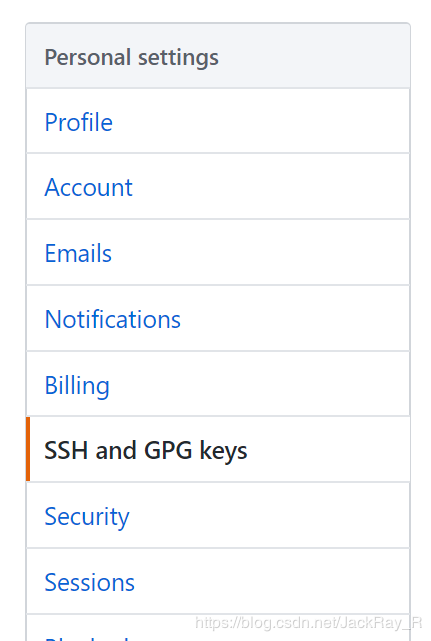 Personal settings
Profile
Account
Emails
Notifications
Billing
SSH and GPG keys
Security
Sessions
https://blog.csdn.net/JackRay_R